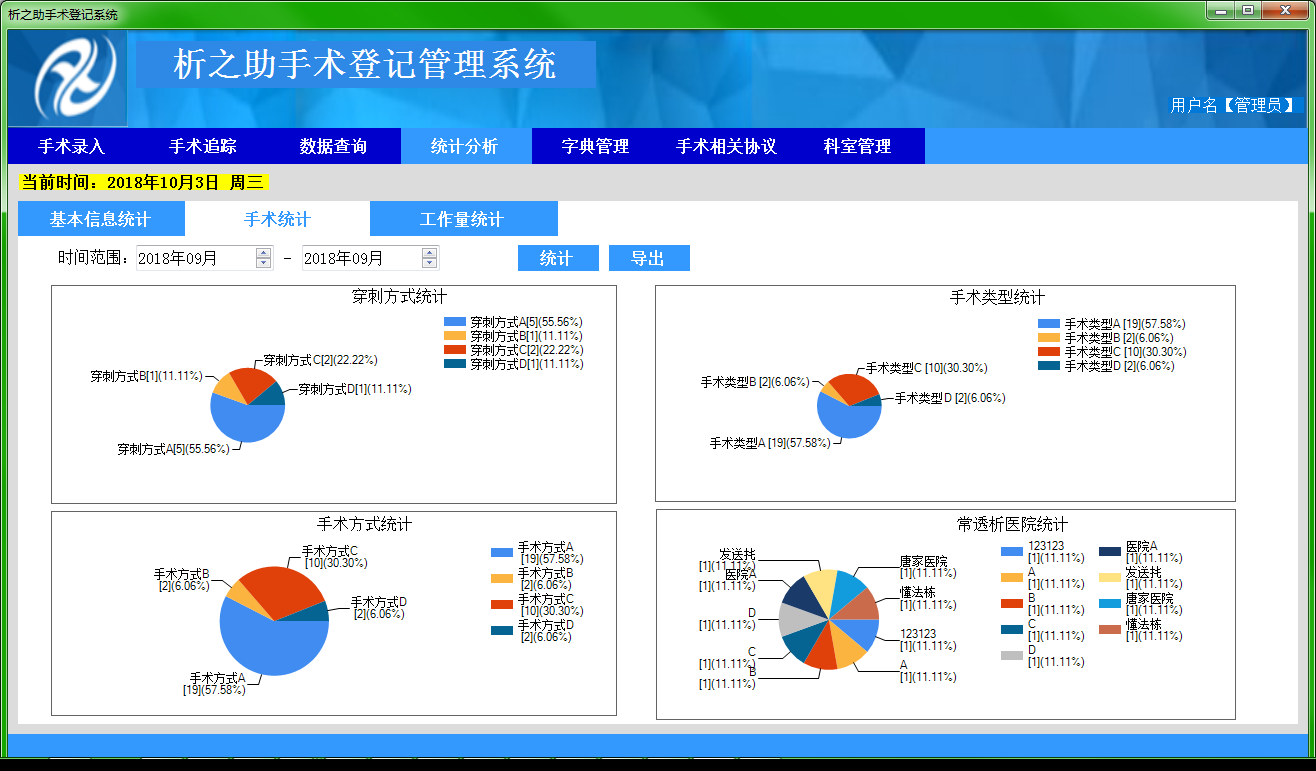 析之助手术登记系统
析之助手术登记管理系统
用户名【管理员】
手术录入 手术追踪 数据查询 统计分析 字典管理 手术相关协议 科室管理
当前时间：2018年10月3日 周三
基本信息统计 手术统计 工作量统计
时间范围： 2018年09月 - 2018年09月 统计 导出
穿刺方式统计
穿刺方式A[5](55.56%)
穿刺方式B[1](11.11%)
穿刺方式C[2](22.22%)
穿刺方式D[1](11.11%)
穿刺方式C[2](22.22%)
穿刺方式B[1](11.11%)
穿刺方式D[1](11.11%)
穿刺方式A[5](55.56%)
手术类型统计
手术类型A [19](57.58%)
手术类型B [2](6.06%)
手术类型C [10](30.30%)
手术类型D [2](6.06%)
手术类型C [10](30.30%)
手术类型B [2](6.06%)
手术类型D [2](6.06%)
手术类型A [19](57.58%)
手术方式统计
手术方式C
[10](30.30%)
手术方式B
[2](6.06%)
手术方式D
[2](6.06%)
手术方式A
[19](57.58%)
手术方式A
[19](57.58%)
手术方式B
[2](6.06%)
手术方式C
[10](30.30%)
手术方式D
[2](6.06%)
常透析医院统计
发送扥
[1](11.11%)
医院A
[1](11.11%)
D
[1](11.11%)
C
[1](11.11%)
B
[1](11.11%)
唐家医院
[1](11.11%)
懂法栋
[1](11.11%)
123123
[1](11.11%)
A
[1](11.11%)
123123
[1](11.11%)
A
[1](11.11%)
B
[1](11.11%)
C
[1](11.11%)
D
[1](11.11%)
医院A
[1](11.11%)
发送扥
[1](11.11%)
唐家医院
[1](11.11%)
懂法栋
[1](11.11%)